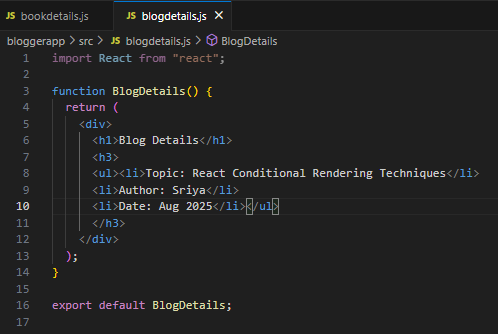 bookdetails.js
blogdetails.js
bloggerapp > src > blogdetails.js > BlogDetails
1 import React from "react";
2
3 function BlogDetails() {
4   return (
5     <div>
6       <h1>Blog Details</h1>
7       <h3>
8       <ul><li>Topic: React Conditional Rendering Techniques</li>
9       <li>Author: Sriya</li>
10       <li>Date: Aug 2025</li></ul>
11       </h3>
12     </div>
13   );
14 }
15
16 export default BlogDetails;
17